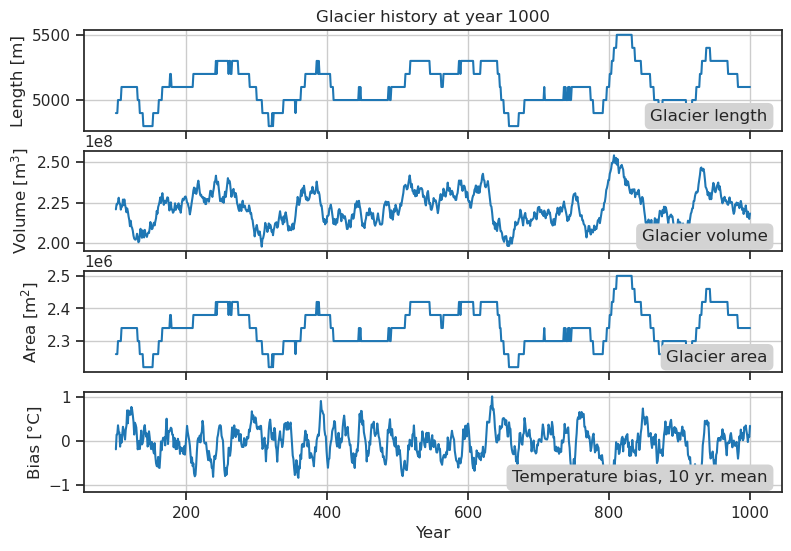 Glacier history at year 1000
Length [m]
5500
5000
Glacier length
1e8
Volume [m³]
2.50
2.25
2.00
Glacier volume
1e6
Area [m²]
2.5
2.4
2.3
Glacier area
Bias [°C]
1
0
−1
Temperature bias, 10 yr. mean
200 400 600 800 1000
Year